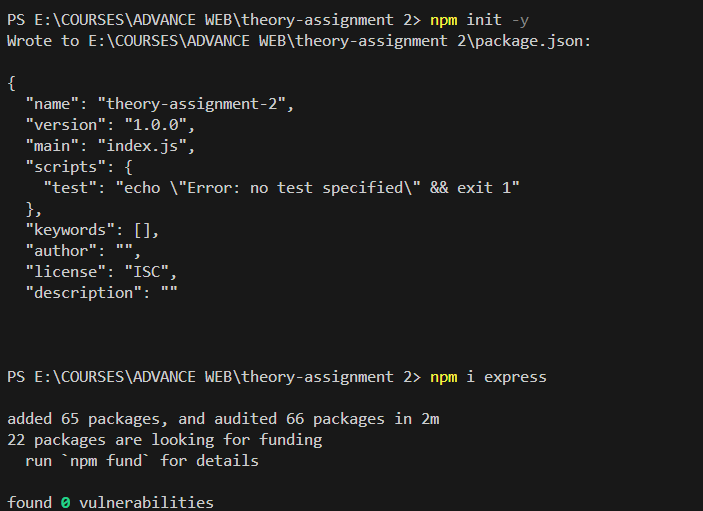 PS E:\COURSES\ADVANCE WEB\theory-assignment 2> npm init -y
Wrote to E:\COURSES\ADVANCE WEB\theory-assignment 2\package.json:
{
  "name": "theory-assignment-2",
  "version": "1.0.0",
  "main": "index.js",
  "scripts": {
    "test": "echo \"Error: no test specified\" && exit 1"
  },
  "keywords": [],
  "author": "",
  "license": "ISC",
  "description": ""
PS E:\COURSES\ADVANCE WEB\theory-assignment 2> npm i express
added 65 packages, and audited 66 packages in 2m
22 packages are looking for funding
  run `npm fund` for details
found 0 vulnerabilities